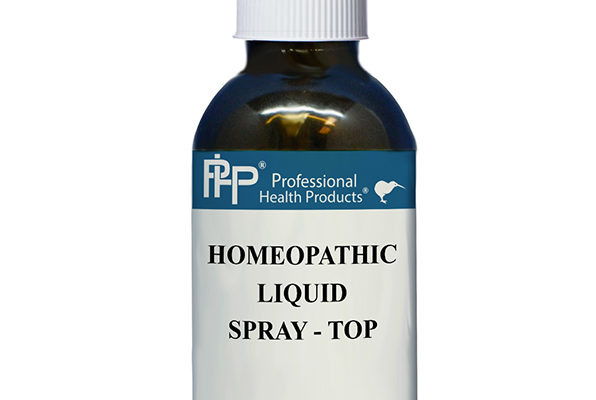 PHP® Professional
Health Products®
HOMEOPATHIC
LIQUID
SPRAY - TOP